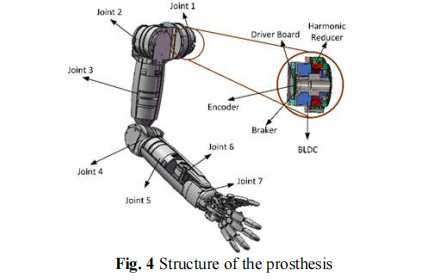 Joint 1
Joint 2
Harmonic
Reducer
Driver Board
Joint 3
Encoder
Braker
BLDC
Joint 6
Joint 4
Joint 7
Joint 5
Fig. 4 Structure of the prosthesis